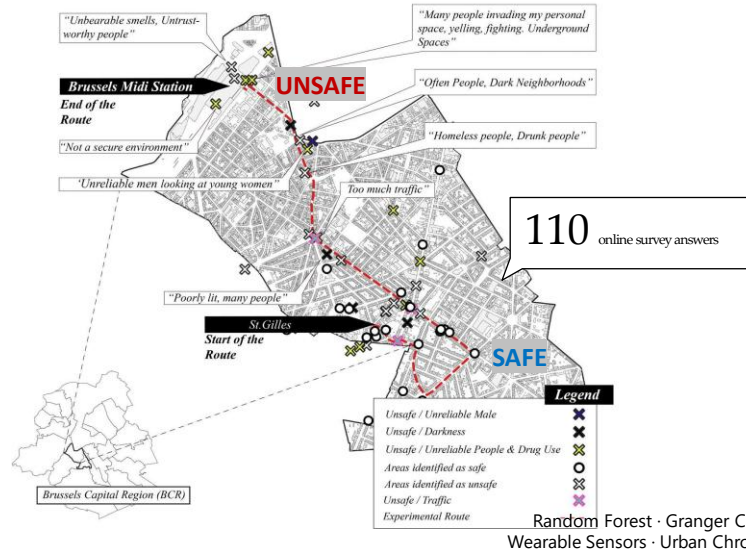 “Unbearable smells, Untrust-
worthy people”
“Many people invading my personal
space, yelling, fighting. Underground
Spaces”
Brussels Midi Station
End of the
Route
UNSAFE
“Often People, Dark Neighborhoods”
“Not a secure environment”
“Homeless people, Drunk people”
‘Unreliable men looking at young women”
Too much traffic”
110 online survey answers
“Poorly lit, many people”
St.Gilles
Start of the
Route
SAFE
Legend
Unsafe / Unreliable Male
Unsafe / Darkness
Unsafe / Unreliable People & Drug Use
Areas identified as safe
Areas identified as unsafe
Unsafe / Traffic
Experimental Route
Brussels Capital Region (BCR)
Random Forest · Granger C
Wearable Sensors · Urban Chro